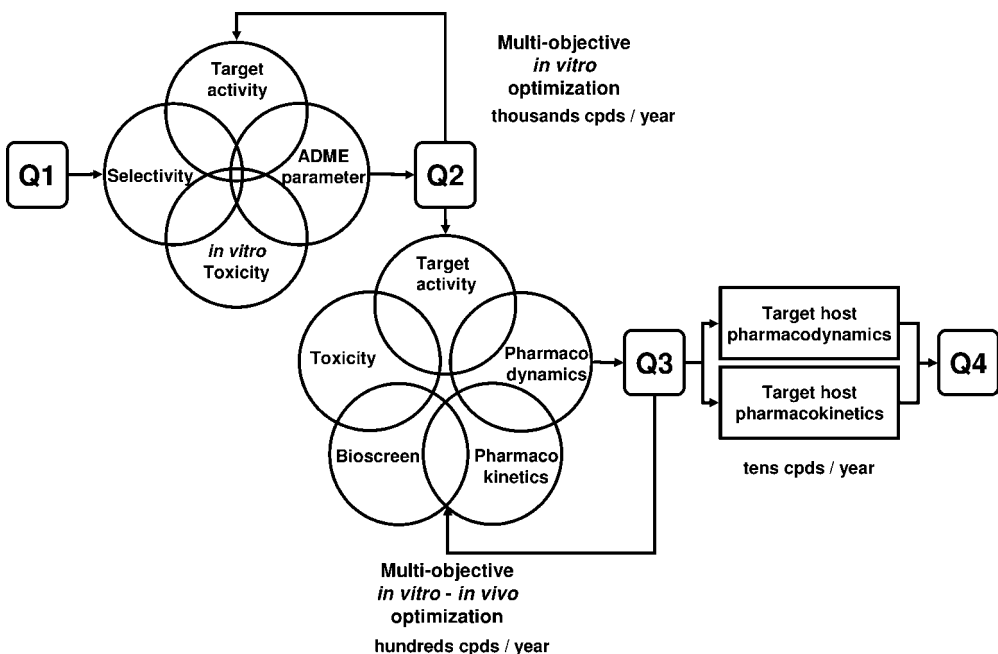 Multi-objective
in vitro
optimization
thousands cpds / year
Target
activity
Q1
Selectivity
ADME
parameter
Q2
in vitro
Toxicity
Target
activity
Toxicity
Pharmaco
dynamics
Bioscreen
Pharmaco
kinetics
Q3
Target host
pharmacodynamics
Target host
pharmacokinetics
Q4
tens cpds / year
Multi-objective
in vitro - in vivo
optimization
hundreds cpds / year